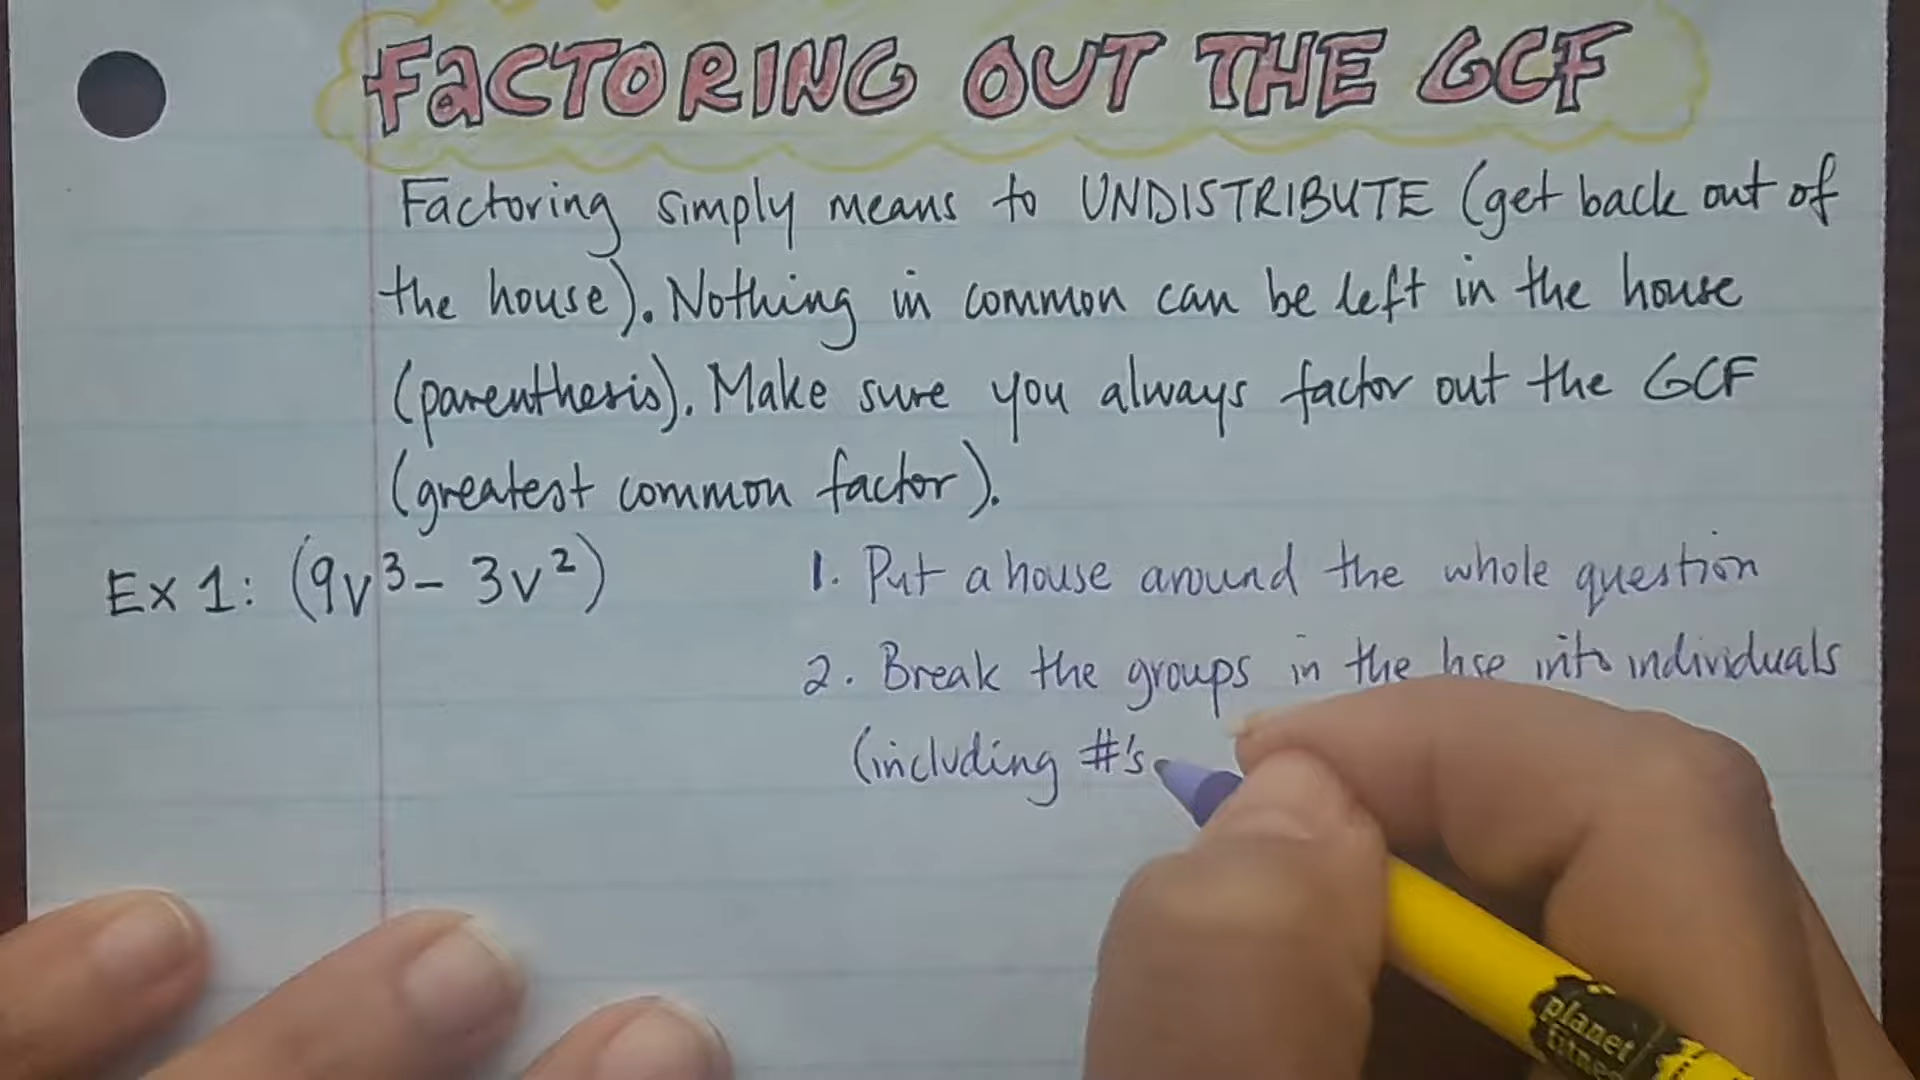 FACTORING OUT THE GCF
Factoring simply means to UNDISTRIBUTE (get back out of
the house). Nothing in common can be left in the house
(parenthesis). Make sure you always factor out the GCF
(greatest common factor).
Ex 1: (9v³ - 3v²)
1. Put a house around the whole question
2. Break the groups in the hse into individuals
(including #'s
planet